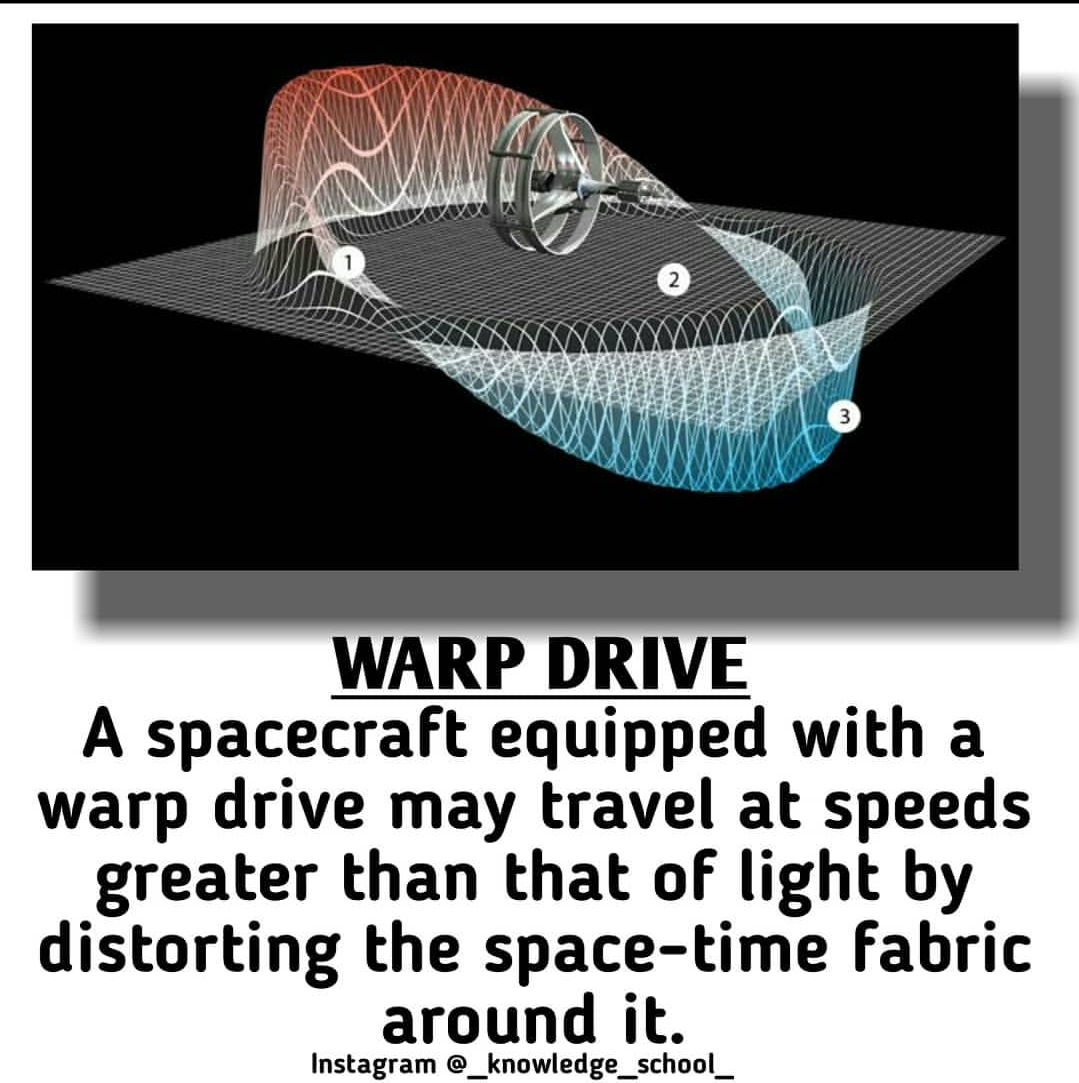 1
2
3
WARP DRIVE
A spacecraft equipped with a
warp drive may travel at speeds
greater than that of light by
distorting the space-time fabric
around it.
Instagram @_knowledge_school_